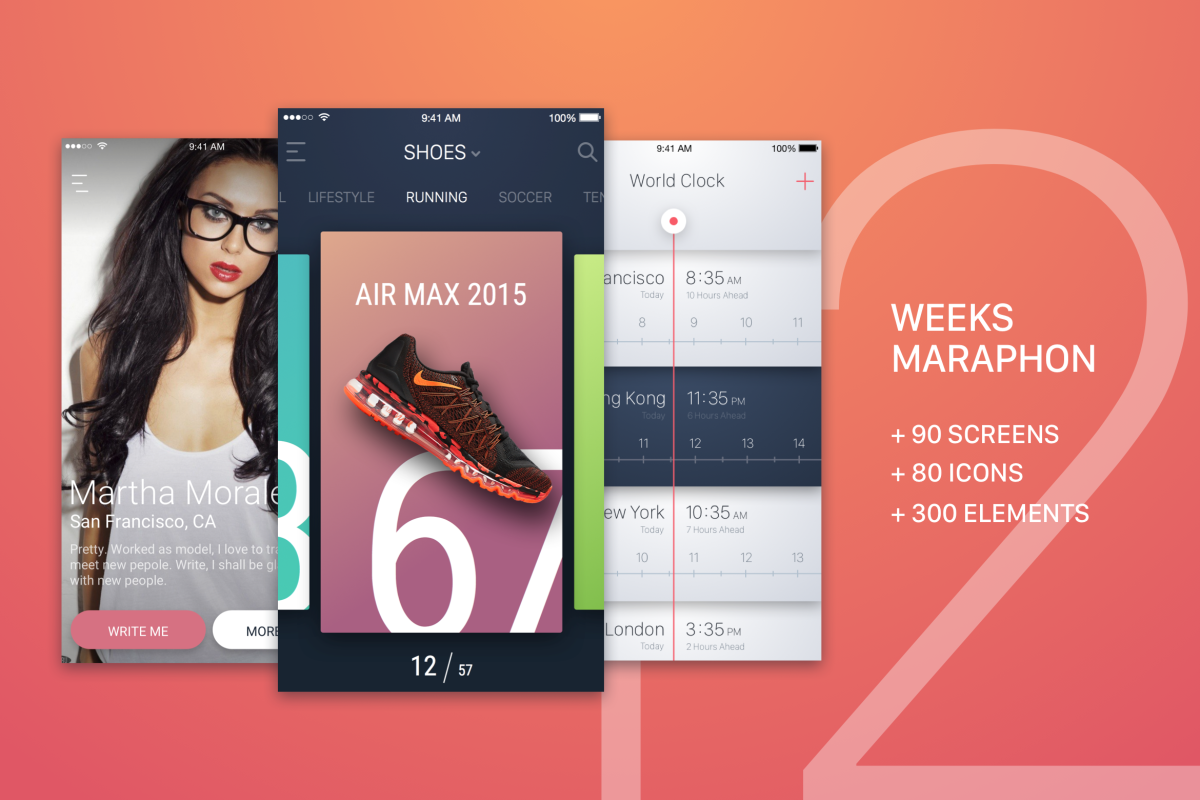 9:41 AM
Martha Morale
San Francisco, CA
Pretty. Worked as model, I love to tra
meet new pepole. Write, I shall be gl
with new people.
WRITE ME
MORE
9:41 AM 100%
SHOES
L LIFESTYLE RUNNING SOCCER TEN
AIR MAX 2015
8
67
12 / 57
9:41 AM 100%
World Clock
ancisco 8:35 AM
Today 10 Hours Ahead
8 9 10 11
ng Kong 11:35 PM
Today 6 Hours Ahead
11 12 13 14
ew York 10:35 AM
Today 7 Hours Ahead
10 11 12 13
London 3:35 PM
Today 2 Hours Ahead
12
WEEKS
MARAPHON
+ 90 SCREENS
+ 80 ICONS
+ 300 ELEMENTS